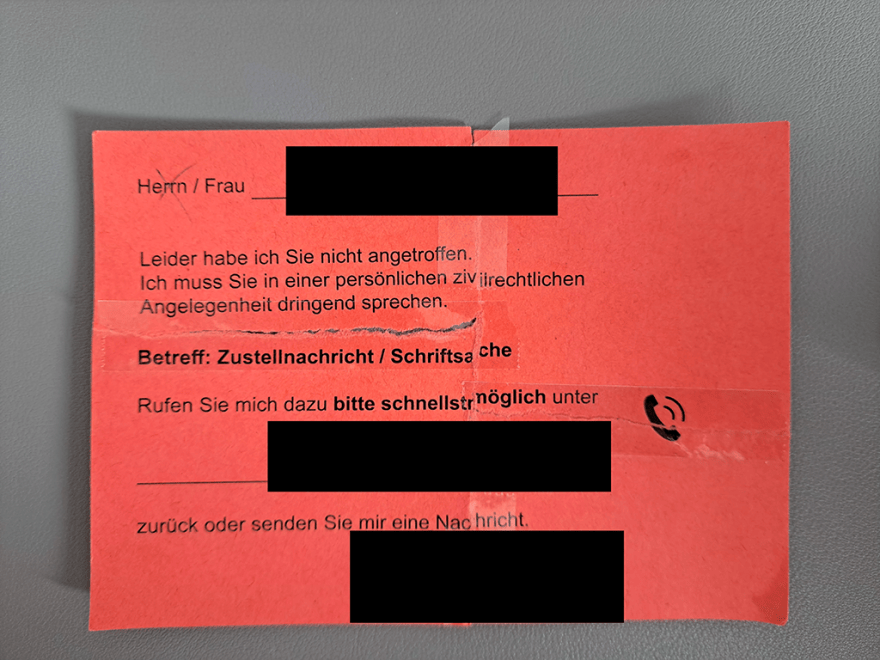 Herrn / Frau
Leider habe ich Sie nicht angetroffen.
Ich muss Sie in einer persönlichen zivilrechtlichen
Angelegenheit dringend sprechen.
Betreff: Zustellnachricht / Schriftsache
Rufen Sie mich dazu bitte schnellstmöglich unter
zurück oder senden Sie mir eine Nachricht.